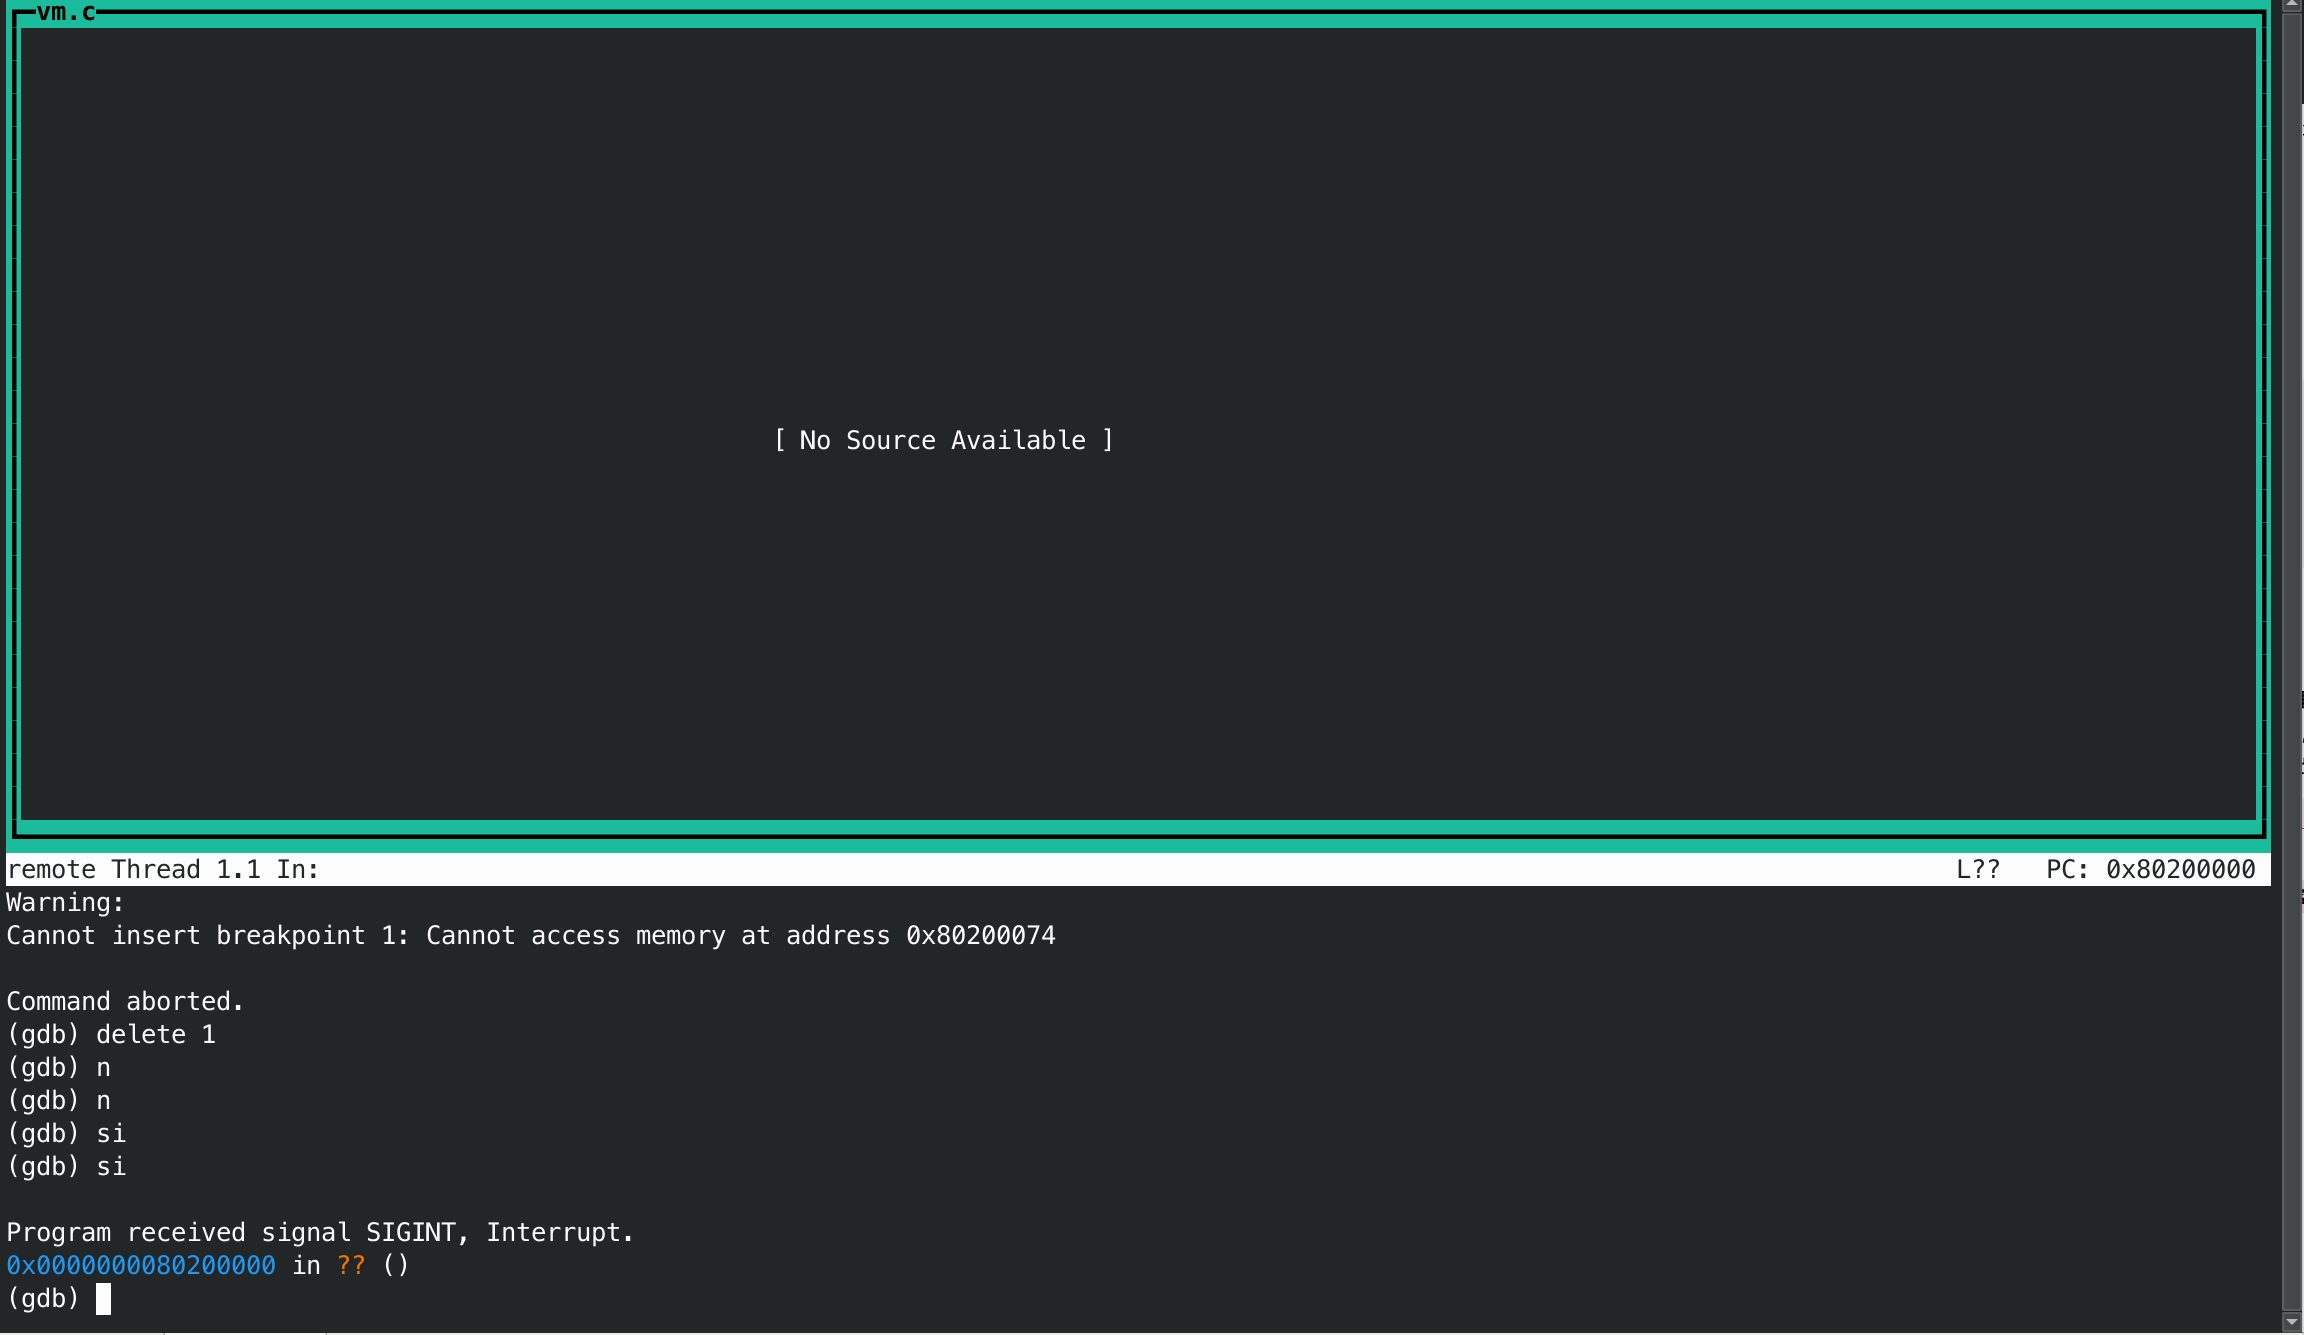 vm.c
[ No Source Available ]
remote Thread 1.1 In: L?? PC: 0x80200000
Warning:
Cannot insert breakpoint 1: Cannot access memory at address 0x80200074
Command aborted.
(gdb) delete 1
(gdb) n
(gdb) n
(gdb) si
(gdb) si
Program received signal SIGINT, Interrupt.
0x0000000080200000 in ?? ()
(gdb)